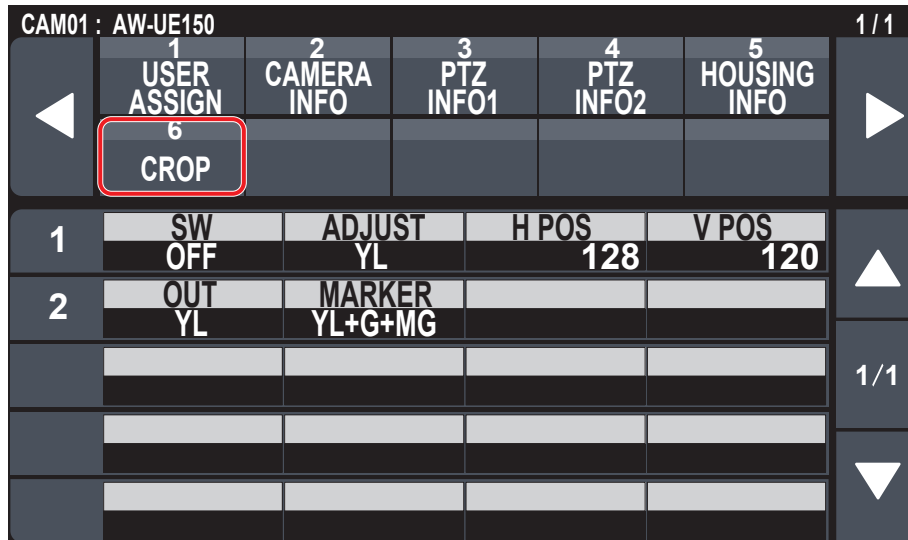 CAM01 : AW-UE150 1 / 1
1 2 3 4 5
USER CAMERA PTZ PTZ HOUSING
ASSIGN INFO INFO1 INFO2 INFO
6
CROP
1 SW ADJUST H POS V POS
OFF YL 128 120
2 OUT MARKER
YL YL+G+MG
1/1